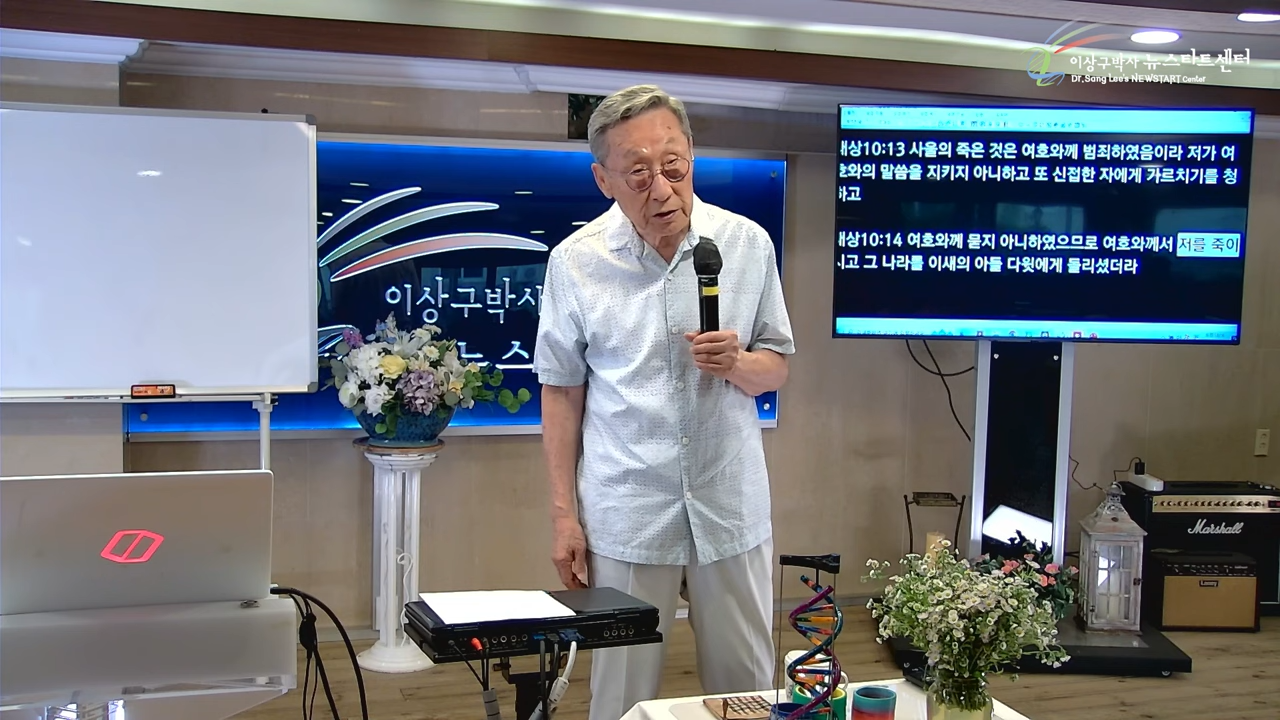 이상구박사 뉴스타트센터
Dr. Sang Lee's NEWSTART Center
대상10:13 사울의 죽은 것은 여호와께 범죄하였음이라 저가 여
호와의 말씀을 지키지 아니하고 또 신접한 자에게 가르치기를 청
하고
대상10:14 여호와께 묻지 아니하였으므로 여호와께서 저를 죽이
시고 그 나라를 이새의 아들 다윗에게 돌리셨더라
이상구박사
뉴스
Marshall
Laney